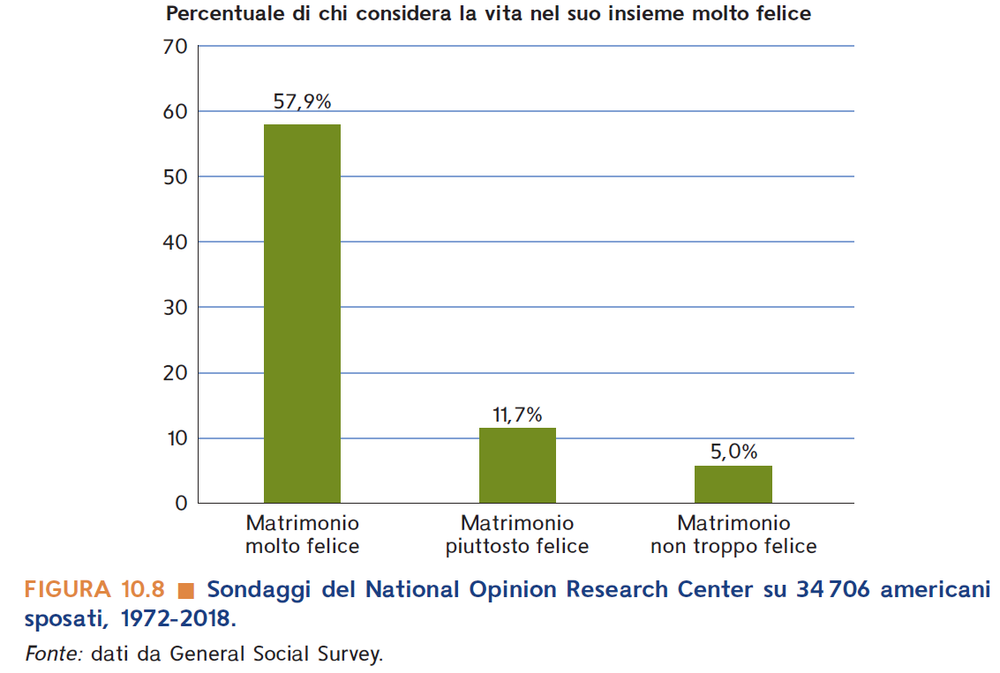 Percentuale di chi considera la vita nel suo insieme molto felice
70
60
50
40
30
20
10
0
57,9%
11,7%
5,0%
Matrimonio
molto felice
Matrimonio
piuttosto felice
Matrimonio
non troppo felice
FIGURA 10.8 ■ Sondaggi del National Opinion Research Center su 34 706 americani
sposati, 1972-2018.
Fonte: dati da General Social Survey.